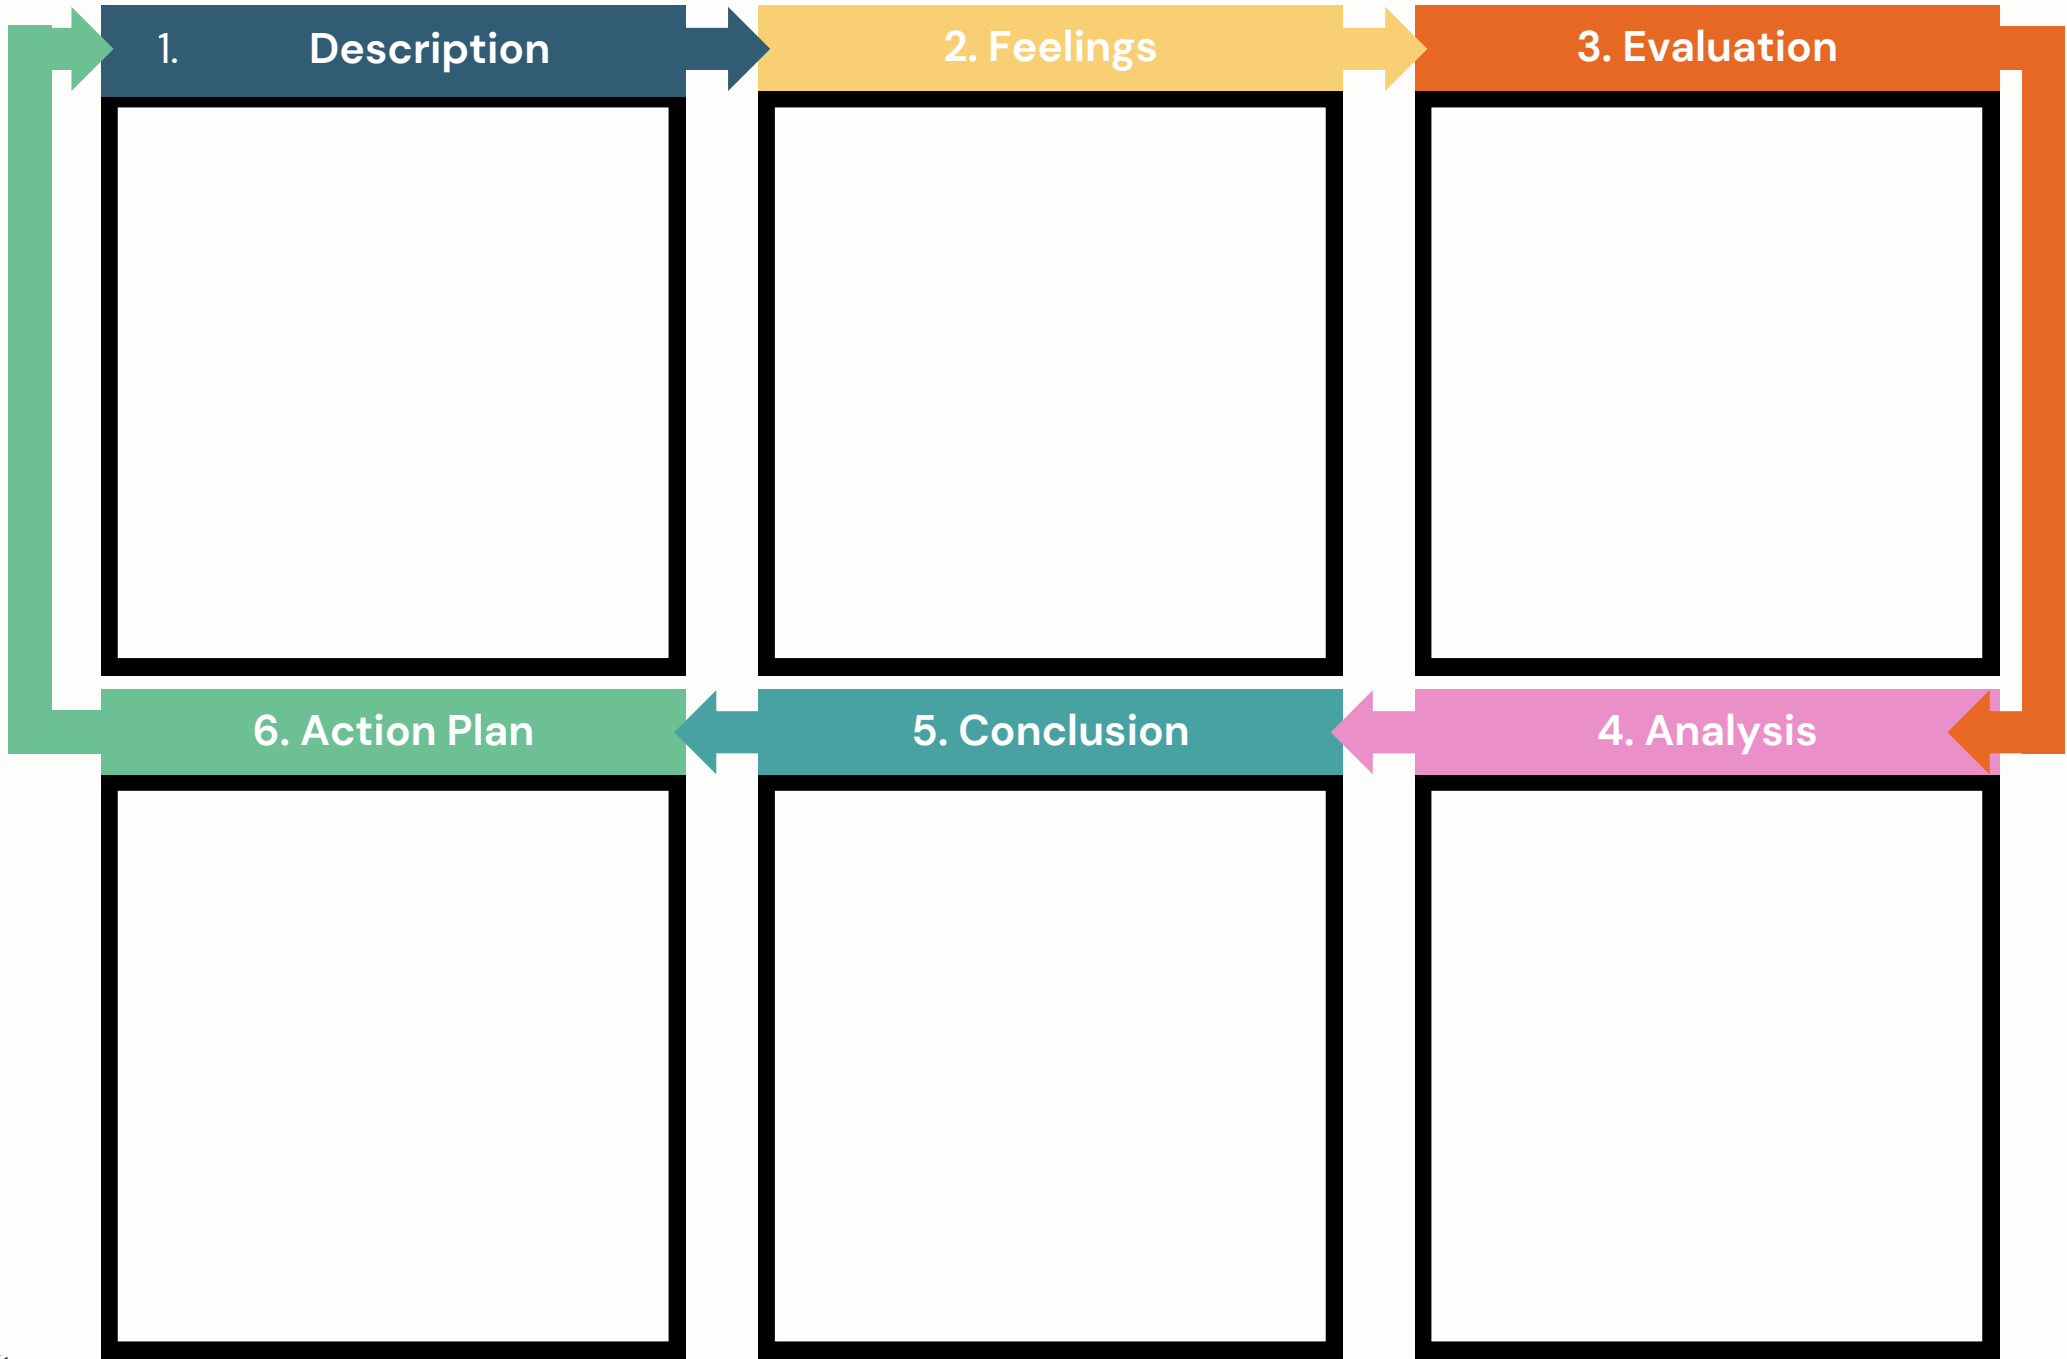 1. Description
2. Feelings
3. Evaluation
4. Analysis
5. Conclusion
6. Action Plan